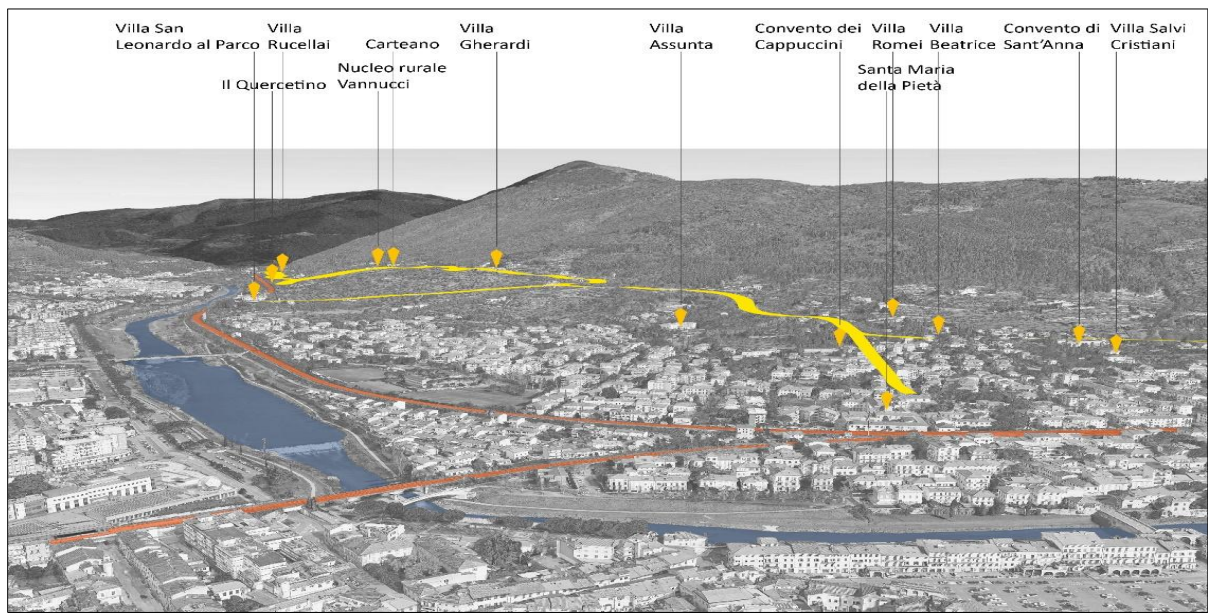 Villa San
Leonardo al Parco
Villa
Rucellai
Il Quercetino
Carteano
Nucleo rurale
Vannucci
Villa
Gherardi
Villa
Assunta
Convento dei
Cappuccini
Villa
Romei
Santa Maria
della Pietà
Villa
Beatrice
Convento di
Sant'Anna
Villa Salvi
Cristiani